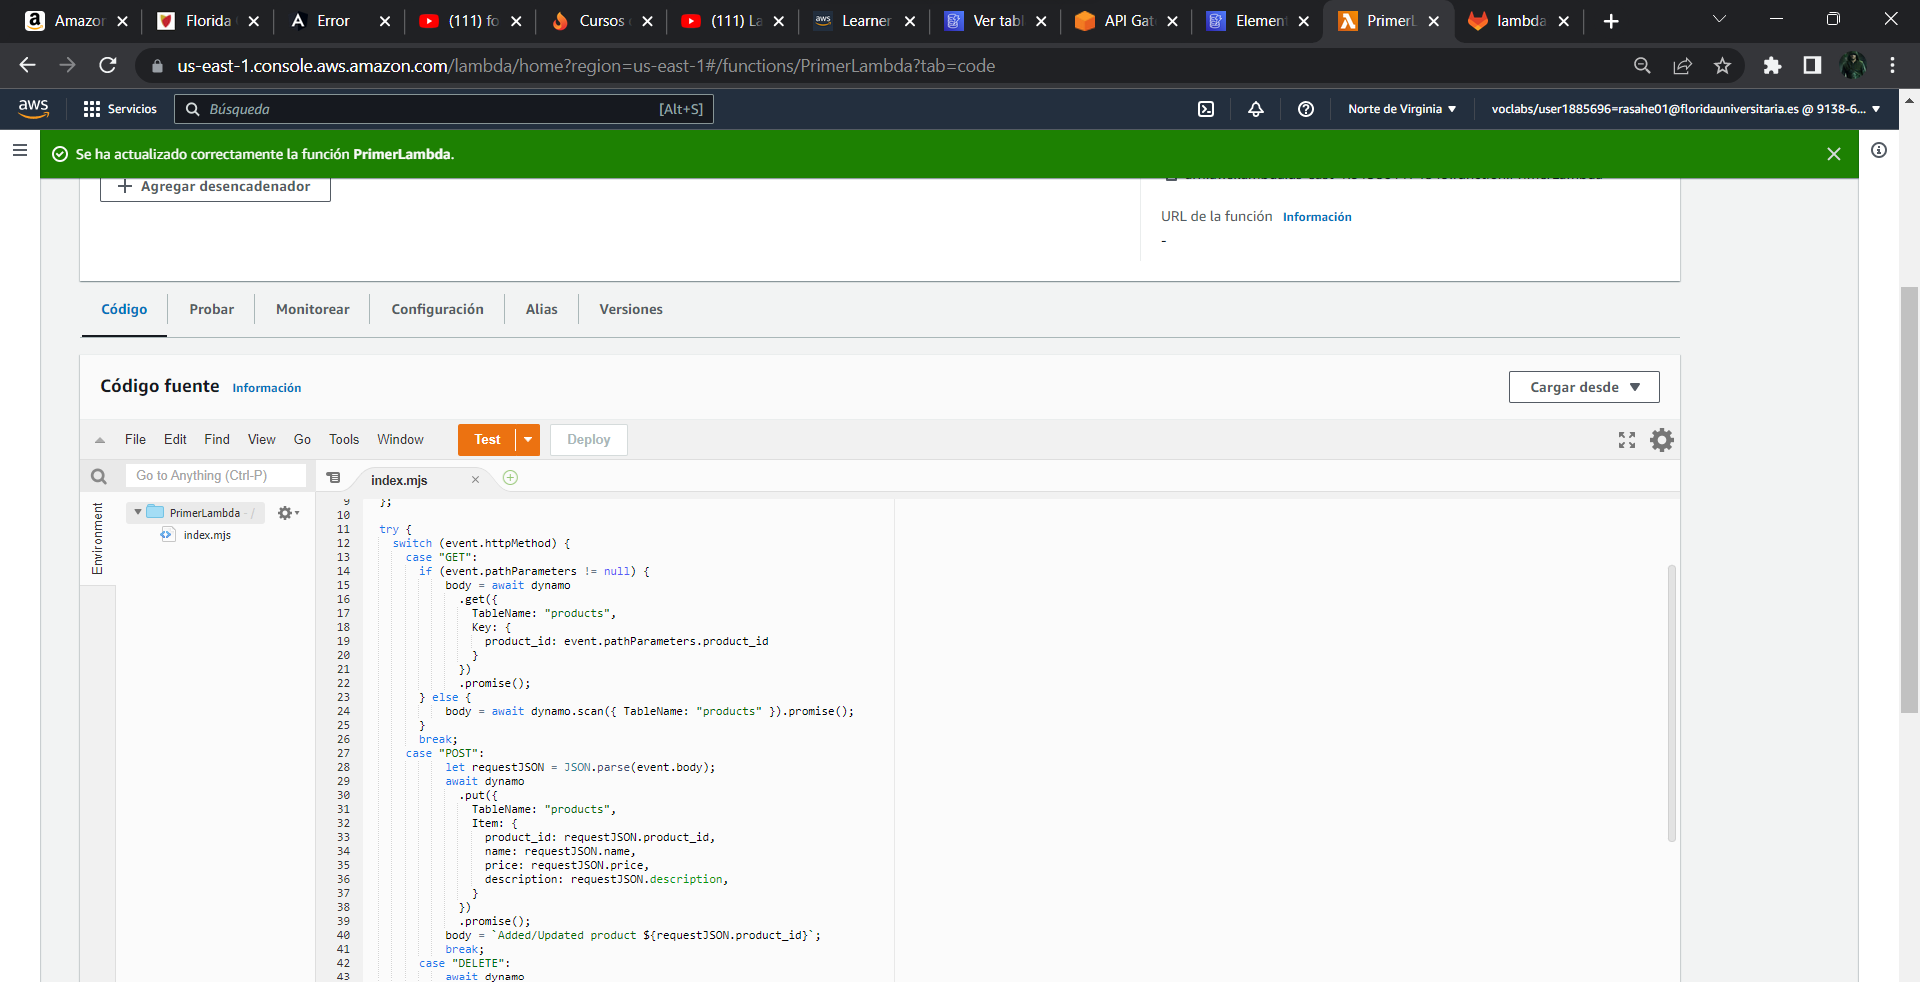 Amazon
Florida
Error
(111) fo
Cursos
(111) La
Learner
Ver tabl
API Gat
Element
PrimerL
lambda
us-east-1.console.aws.amazon.com/lambda/home?region=us-east-1#/functions/PrimerLambda?tab=code
aws
Servicios
Búsqueda
[Alt+S]
Norte de Virginia
voclabs/user1885696=rasahe01@floridauniversitaria.es @ 9138-6...
Se ha actualizado correctamente la función PrimerLambda.
Agregar desencadenador
URL de la función Información
-
Código
Probar
Monitorear
Configuración
Alias
Versiones
Código fuente Información
Cargar desde
File Edit Find View Go Tools Window
Test
Deploy
Go to Anything (Ctrl-P)
index.mjs
Environment
PrimerLambda - /
index.mjs
9 };
10
11 try {
12 switch (event.httpMethod) {
13 case "GET":
14 if (event.pathParameters != null) {
15 body = await dynamo
16 .get({
17 TableName: "products",
18 Key: {
19 product_id: event.pathParameters.product_id
20 }
21 })
22 .promise();
23 } else {
24 body = await dynamo.scan({ TableName: "products" }).promise();
25 }
26 break;
27 case "POST":
28 let requestJSON = JSON.parse(event.body);
29 await dynamo
30 .put({
31 TableName: "products",
32 Item: {
33 product_id: requestJSON.product_id,
34 name: requestJSON.name,
35 price: requestJSON.price,
36 description: requestJSON.description,
37 }
38 })
39 .promise();
40 body = `Added/Updated product ${requestJSON.product_id}`;
41 break;
42 case "DELETE":
43 await dynamo